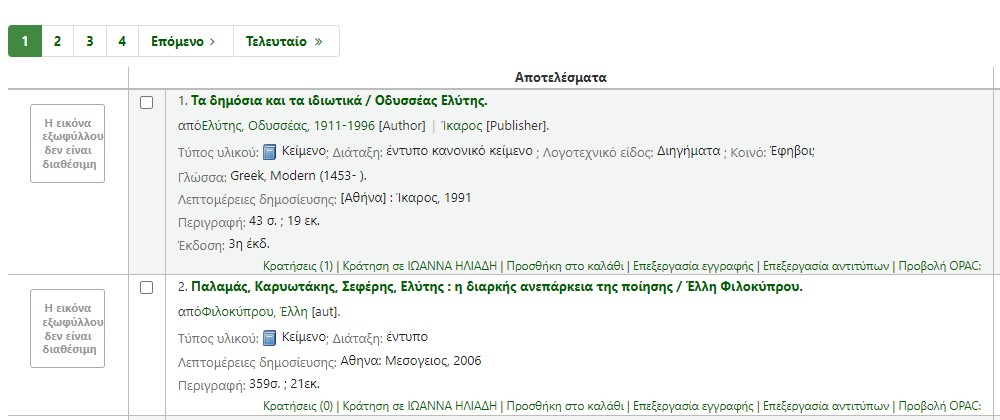 1 2 3 4 Επόμενο › Τελευταίο »
Αποτελέσματα
Η εικόνα
εξωφύλλου
δεν είναι
διαθέσιμη
1. Τα δημόσια και τα ιδιωτικά / Οδυσσέας Ελύτης.
απόΕλύτης, Οδυσσέας, 1911-1996 [Author] | Ίκαρος [Publisher].
Τύπος υλικού: Κείμενο; Διάταξη: έντυπο κανονικό κείμενο ; Λογοτεχνικό είδος: Διηγήματα ; Κοινό: Έφηβοι;
Γλώσσα: Greek, Modern (1453- ).
Λεπτομέρειες δημοσίευσης: [Αθήνα] : Ίκαρος, 1991
Περιγραφή: 43 σ. ; 19 εκ.
Έκδοση: 3η έκδ.
Κρατήσεις (1) | Κράτηση σε ΙΩΑΝΝΑ ΗΛΙΑΔΗ | Προσθήκη στο καλάθι | Επεξεργασία εγγραφής | Επεξεργασία αντιτύπων | Προβολή OPAC:
Η εικόνα
εξωφύλλου
δεν είναι
διαθέσιμη
2. Παλαμάς, Καρυωτάκης, Σεφέρης, Ελύτης : η διαρκής ανεπάρκεια της ποίησης / Έλλη Φιλοκύπρου.
απόΦιλοκύπρου, Έλλη [aut].
Τύπος υλικού: Κείμενο; Διάταξη: έντυπο
Λεπτομέρειες δημοσίευσης: Αθηνα: Μεσογειος, 2006
Περιγραφή: 359σ. ; 21εκ.
Κρατήσεις (0) | Κράτηση σε ΙΩΑΝΝΑ ΗΛΙΑΔΗ | Προσθήκη στο καλάθι | Επεξεργασία εγγραφής | Επεξεργασία αντιτύπων | Προβολή OPAC: